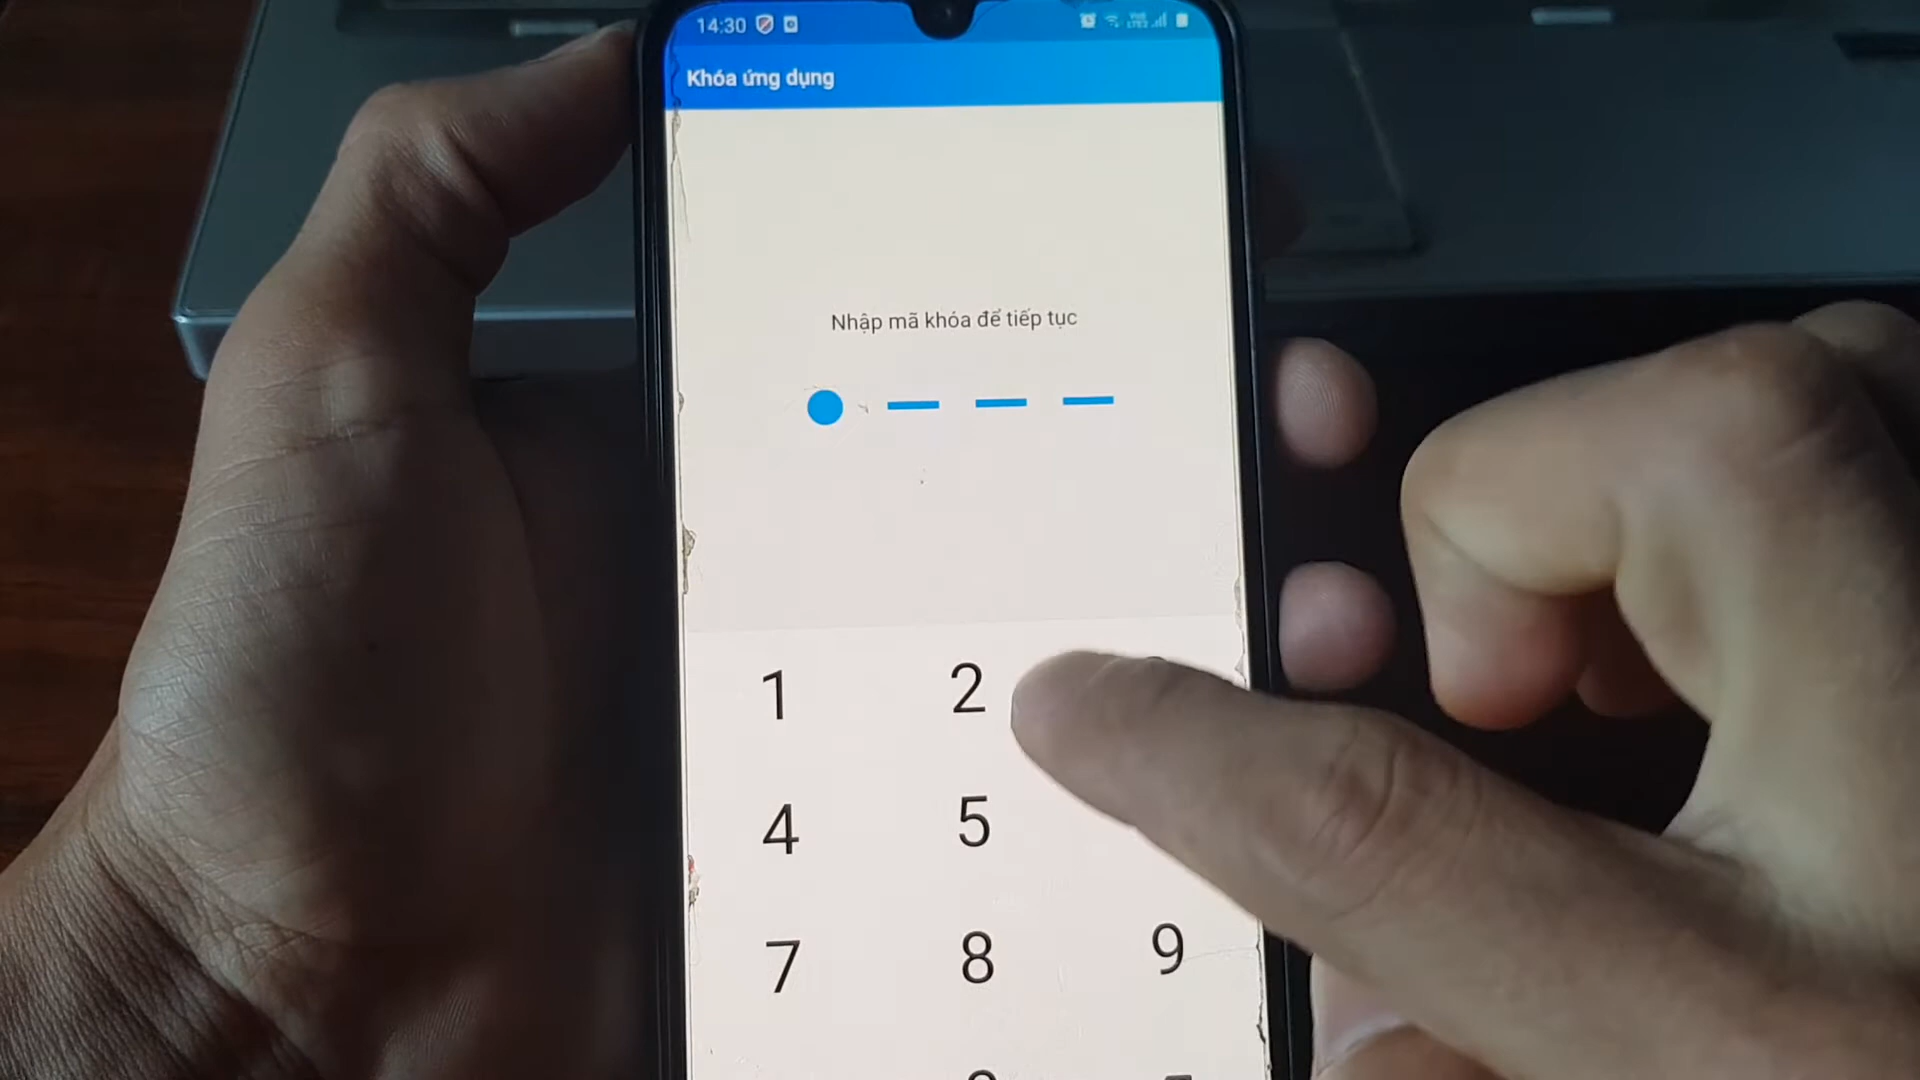 14:30
Khóa ứng dụng
Nhập mã khóa để tiếp tục
1 2
4 5
7 8 9